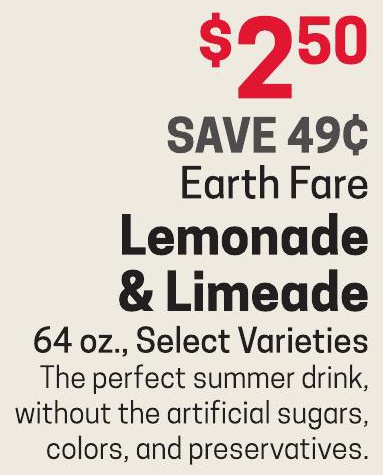 $2.50
SAVE 49¢
Earth Fare
Lemonade
& Limeade
64 oz., Select Varieties
The perfect summer drink,
without the artificial sugars,
colors, and preservatives.